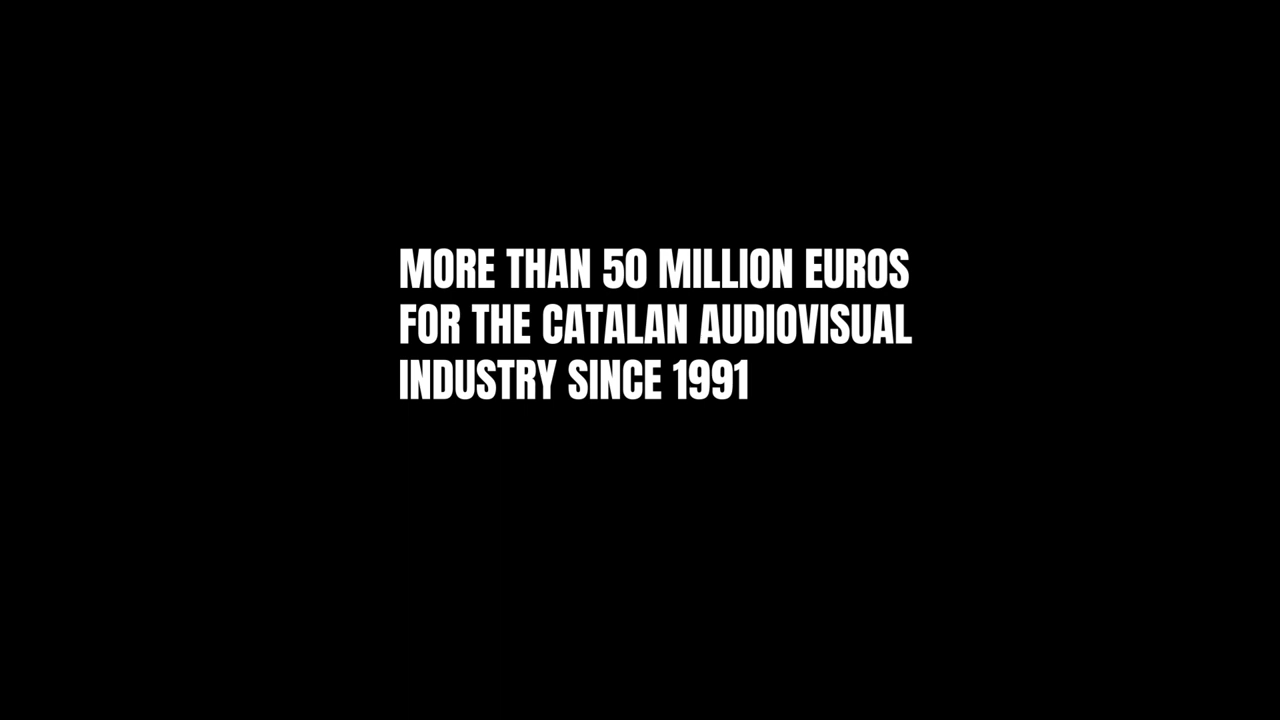 MORE THAN 50 MILLION EUROS
FOR THE CATALAN AUDIOVISUAL
INDUSTRY SINCE 1991